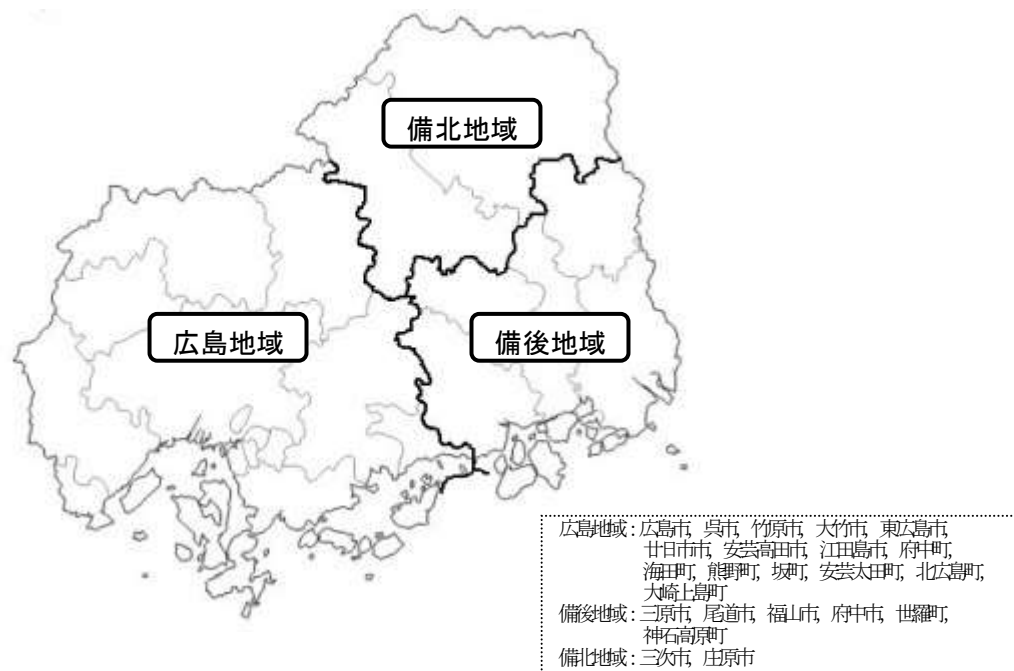 備北地域
広島地域
備後地域
広島地域：広島市，呉市，竹原市，大竹市，東広島市，
廿日市市，安芸高田市，江田島市，府中町，
海田町，熊野町，坂町，安芸太田町，北広島町，
大崎上島町
備後地域：三原市，尾道市，福山市，府中市，世羅町，
神石高原町
備北地域：三次市，庄原市